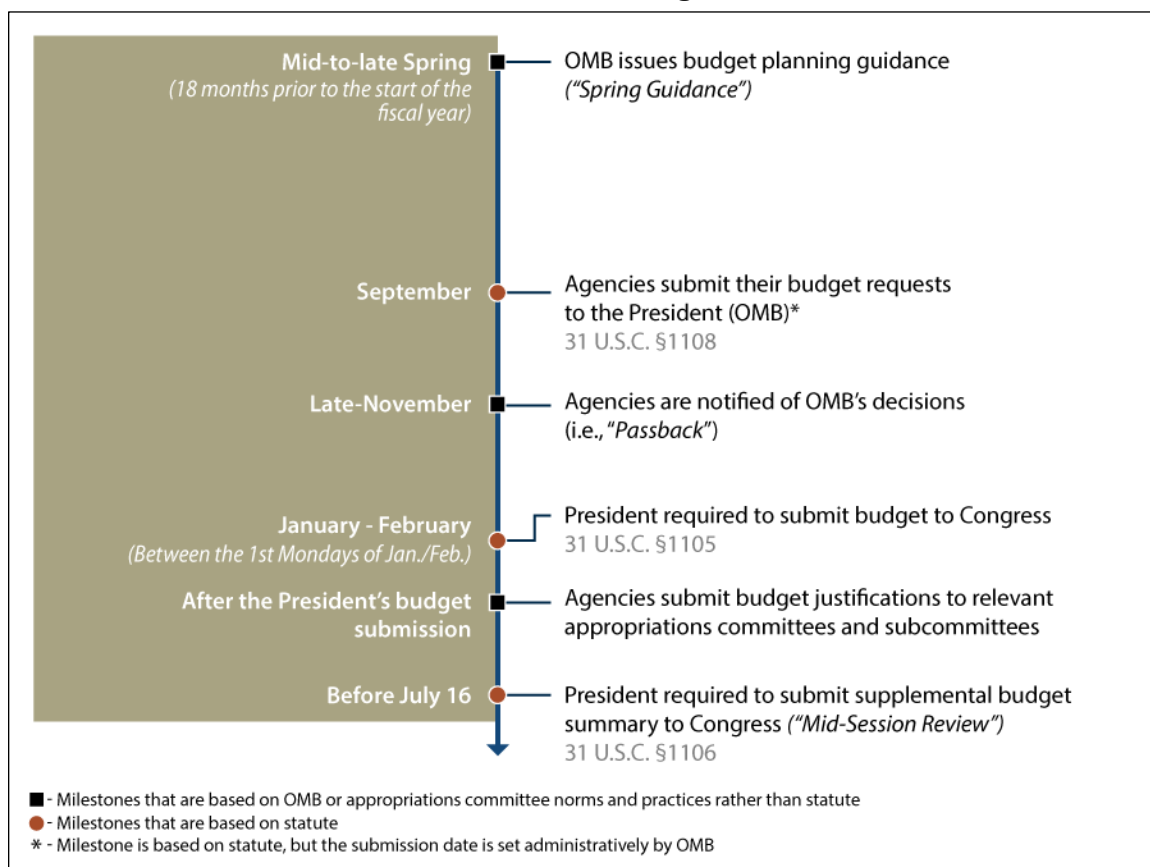 Mid-to-late Spring
(18 months prior to the start of the
fiscal year)
OMB issues budget planning guidance
(“Spring Guidance”)
September
Agencies submit their budget requests
to the President (OMB)*
31 U.S.C. §1108
Late-November
Agencies are notified of OMB’s decisions
(i.e., “Passback”)
January - February
(Between the 1st Mondays of Jan./Feb.)
President required to submit budget to Congress
31 U.S.C. §1105
After the President’s budget
submission
Agencies submit budget justifications to relevant
appropriations committees and subcommittees
Before July 16
President required to submit supplemental budget
summary to Congress (“Mid-Session Review”)
31 U.S.C. §1106
- Milestones that are based on OMB or appropriations committee norms and practices rather than statute
- Milestones that are based on statute
* - Milestone is based on statute, but the submission date is set administratively by OMB